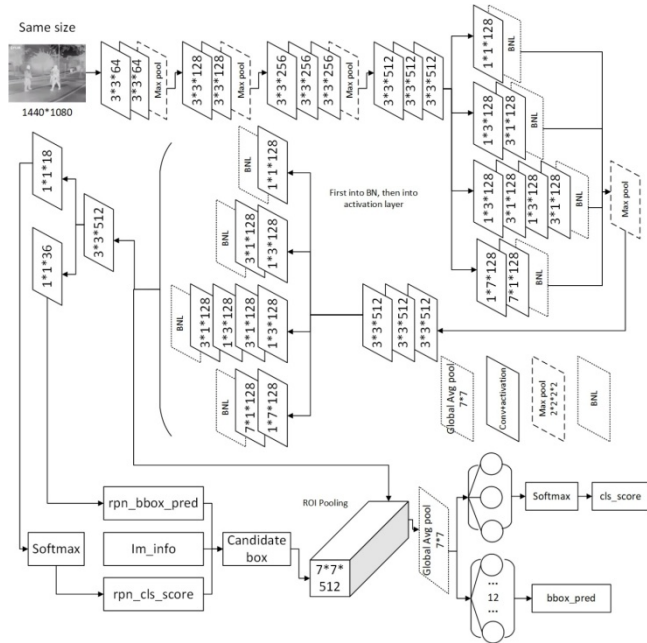 Same size
1440*1080
3*3*64
3*3*64
Max pool
3*3*128
3*3*128
Max pool
3*3*256
3*3*256
3*3*256
Max pool
3*3*512
3*3*512
3*3*512
1*1*128
BNL
1*3*128
3*1*128
BNL
1*3*128
3*1*128
1*3*128
3*1*128
BNL
1*7*128
7*1*128
BNL
Max pool
1*1*18
1*1*36
3*3*512
BNL
1*1*128
BNL
3*1*128
1*3*128
BNL
3*1*128
1*3*128
3*1*128
1*3*128
BNL
7*1*128
1*7*128
First into BN, then into
activation layer
3*3*512
3*3*512
3*3*512
Global Avg pool
7*7
Conv+activation
Max pool
2*2*2*2
BNL
rpn_bbox_pred
Im_info
Softmax
rpn_cls_score
Candidate
box
ROI Pooling
7*7*
512
Global Avg pool
7*7
Softmax
cls_score
...
12
...
bbox_pred